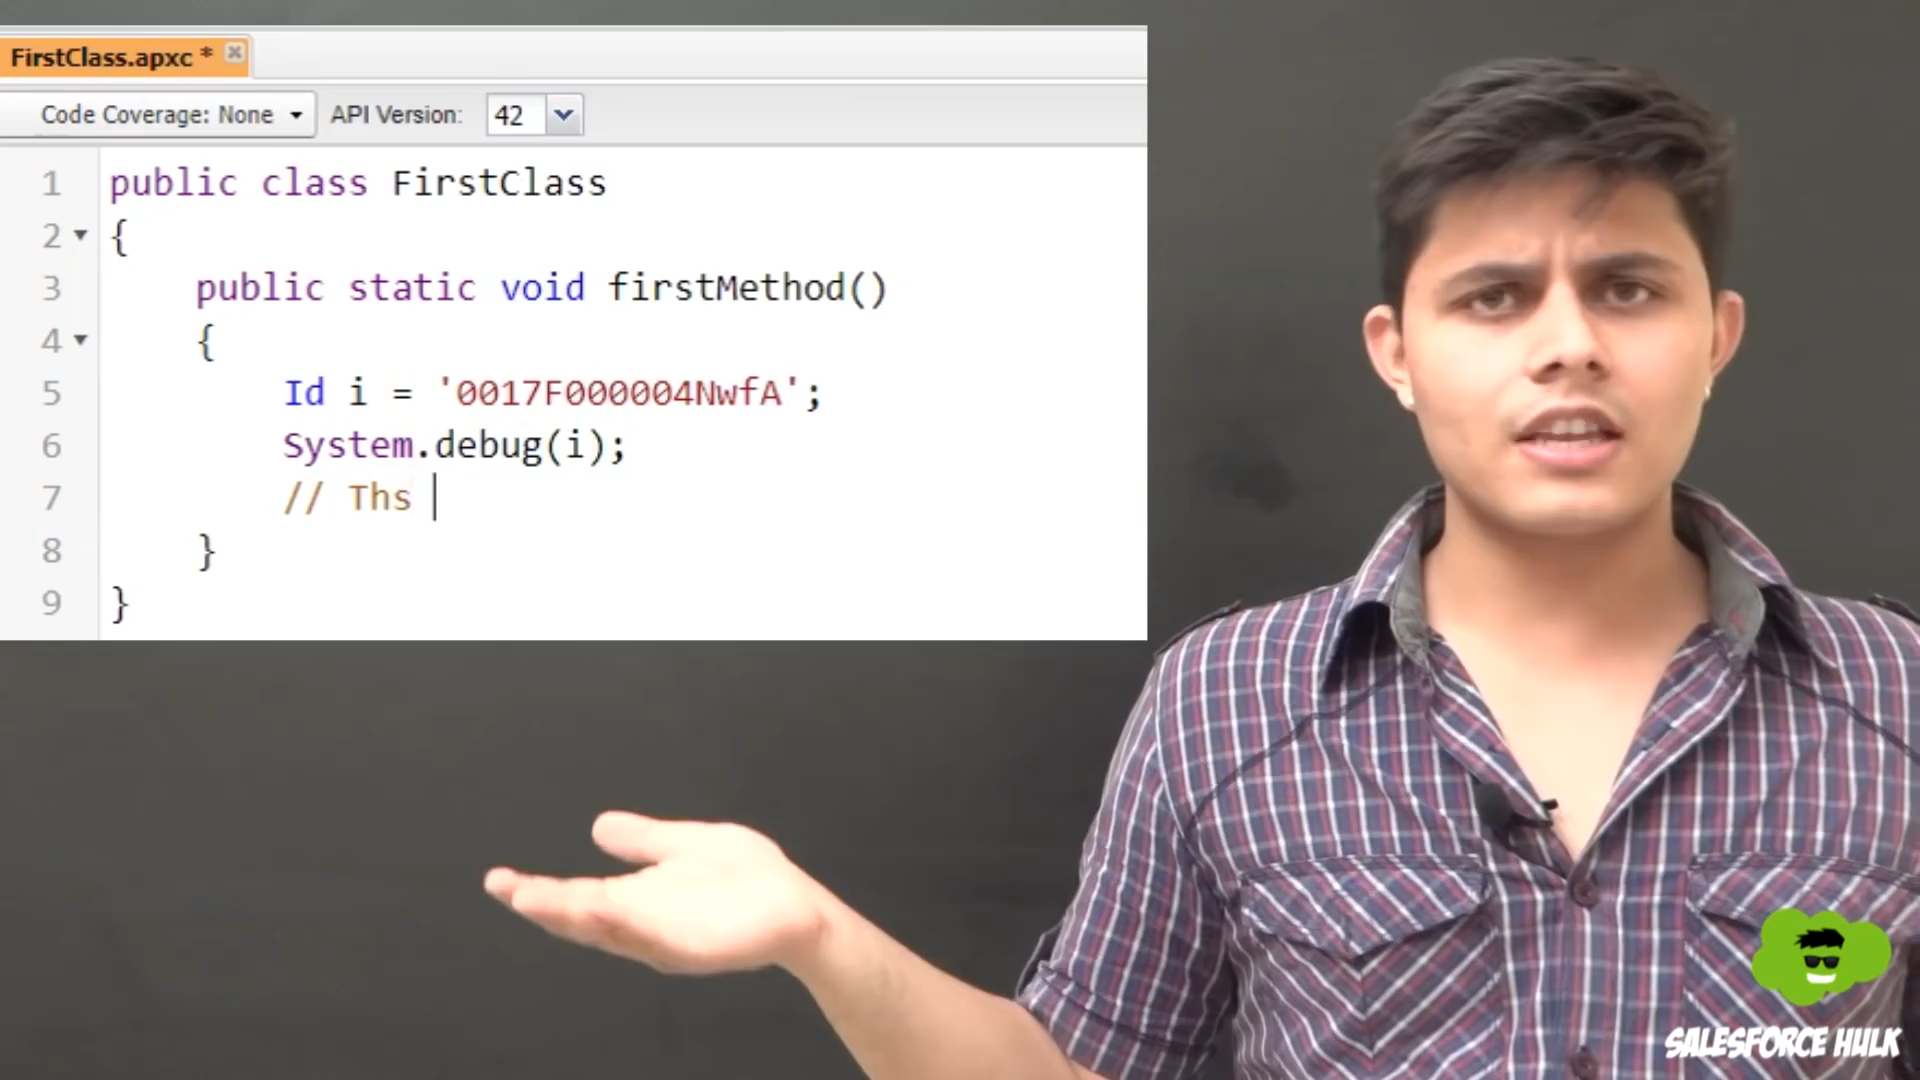 FirstClass.apxc *
Code Coverage: None API Version: 42
1 public class FirstClass
2 {
3 public static void firstMethod()
4 {
5 Id i = '0017F000004NwfA';
6 System.debug(i);
7 // Ths
8 }
9 }
SALESFORCE HULK